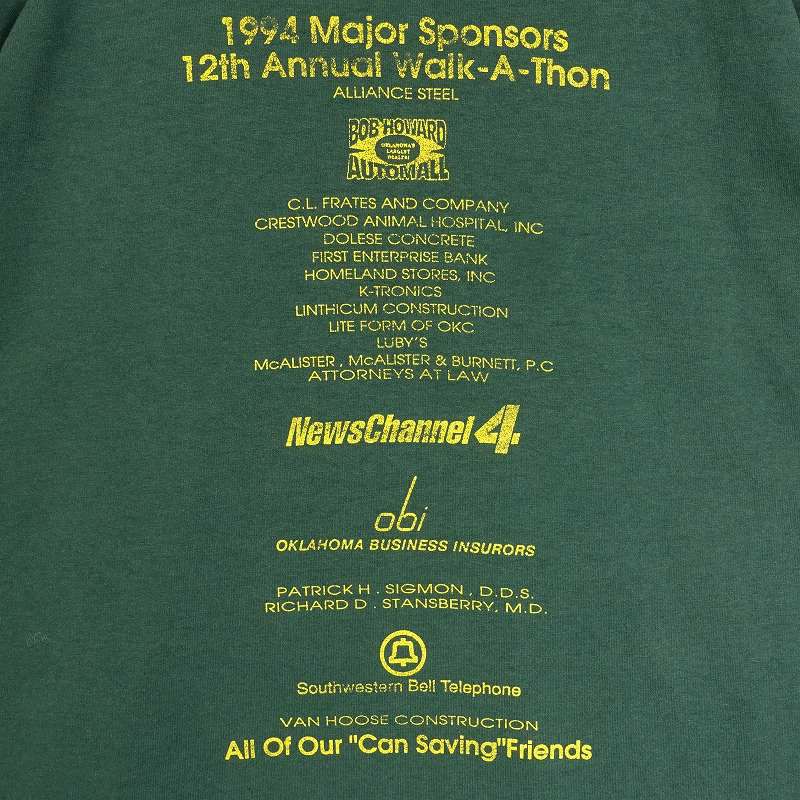 1994 Major Sponsors
12th Annual Walk-A-Thon
ALLIANCE STEEL
BOB HOWARD
OKLAHOMA'S
LARGEST
DEALER!
AUTOMALL
C.L. FRATES AND COMPANY
CRESTWOOD ANIMAL HOSPITAL, INC
DOLESE CONCRETE
FIRST ENTERPRISE BANK
HOMELAND STORES, INC
K-TRONICS
LINTHICUM CONSTRUCTION
LITE FORM OF OKC
LUBY'S
McALISTER, McALISTER & BURNETT, P.C
ATTORNEYS AT LAW
NewsChannel 4
obi
OKLAHOMA BUSINESS INSURORS
PATRICK H. SIGMON, D.D.S.
RICHARD D. STANSBERRY, M.D.
Southwestern Bell Telephone
VAN HOOSE CONSTRUCTION
All Of Our "Can Saving"Friends